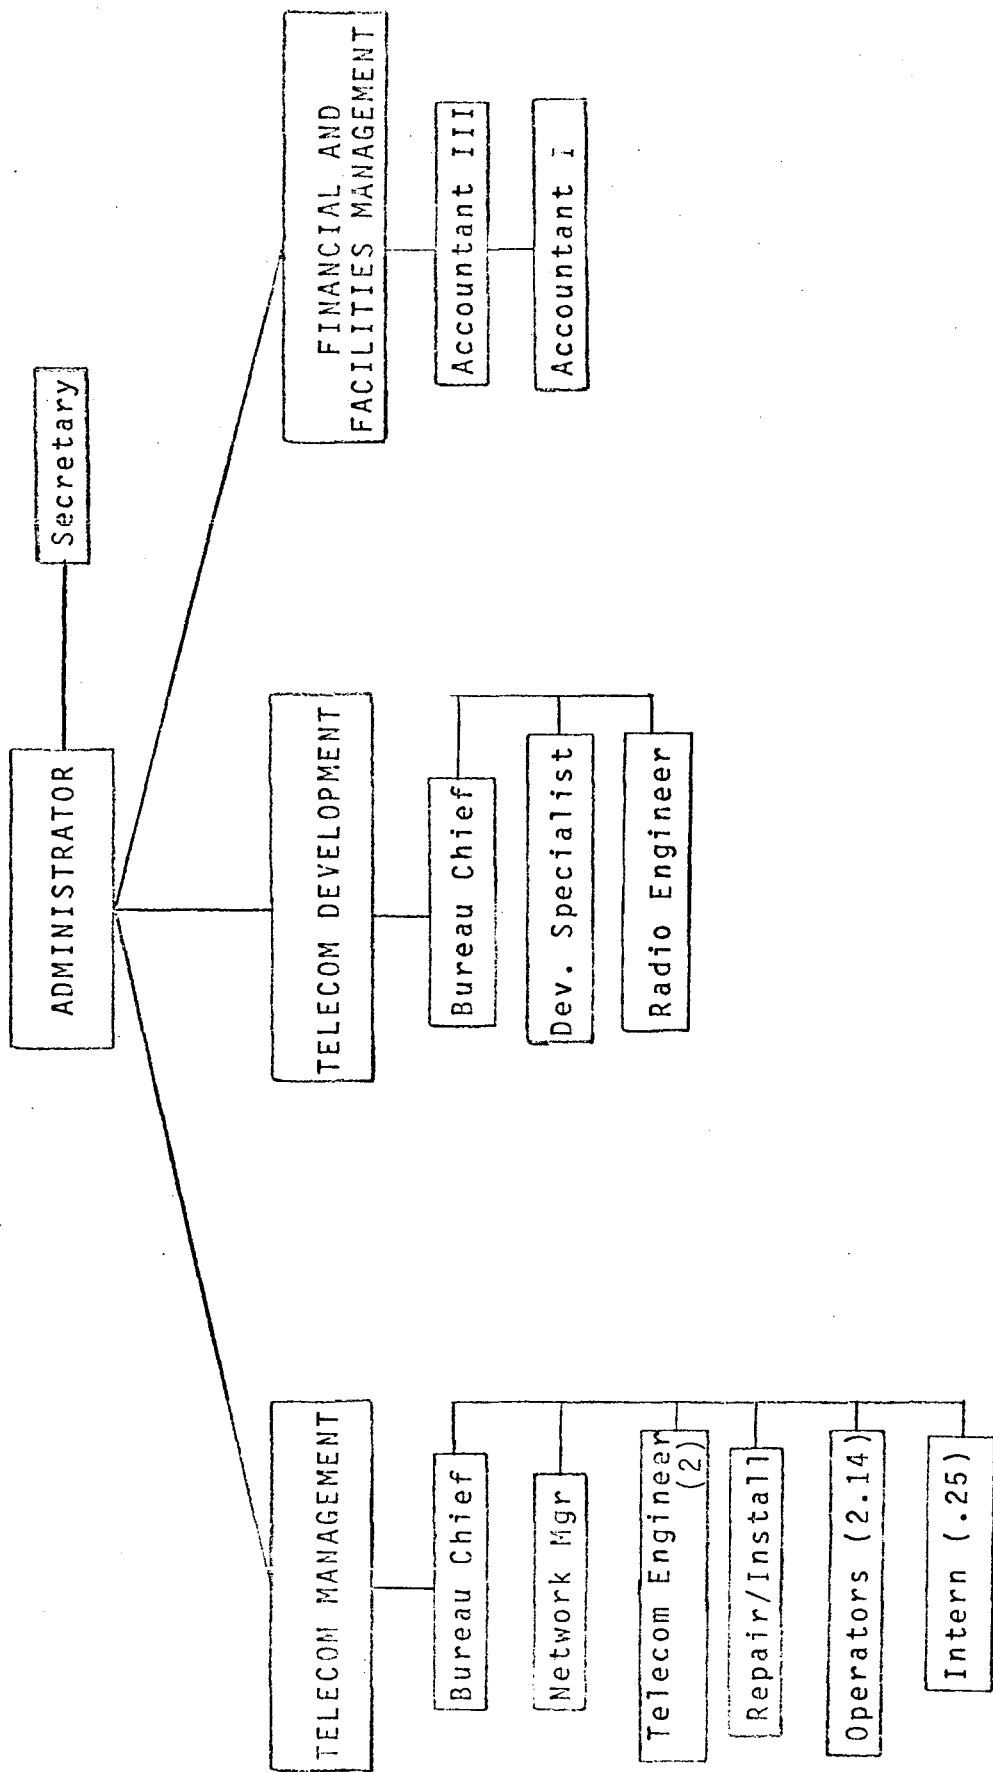 ADMINISTRATOR
Secretary
TELECOM MANAGEMENT
Bureau Chief
Network Mgr
Telecom Engineer
(2)
Repair/Install
Operators (2.14)
Intern (.25)
TELECOM DEVELOPMENT
Bureau Chief
Dev. Specialist
Radio Engineer
FINANCIAL AND
FACILITIES MANAGEMENT
Accountant III
Accountant I